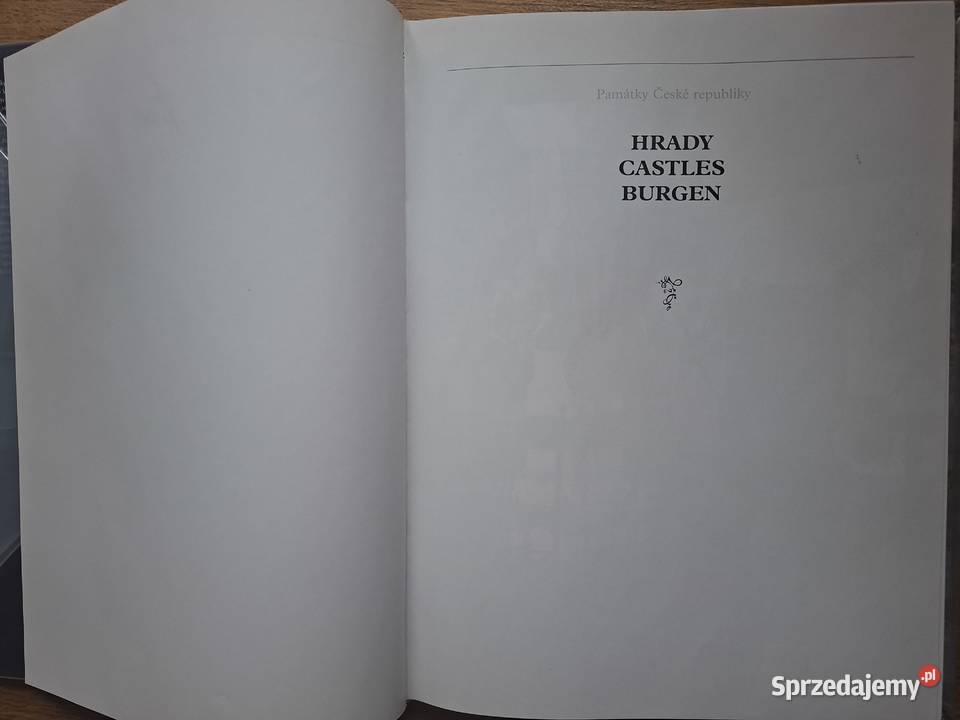 Památky České republiky
HRADY
CASTLES
BURGEN
Sprzedajemy.pl